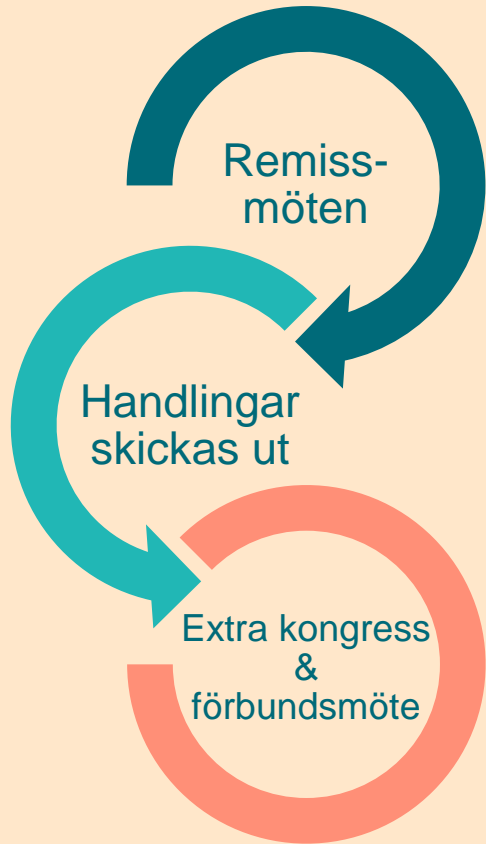 Remiss-
möten
Handlingar
skickas ut
Extra kongress
&
förbundsmöte